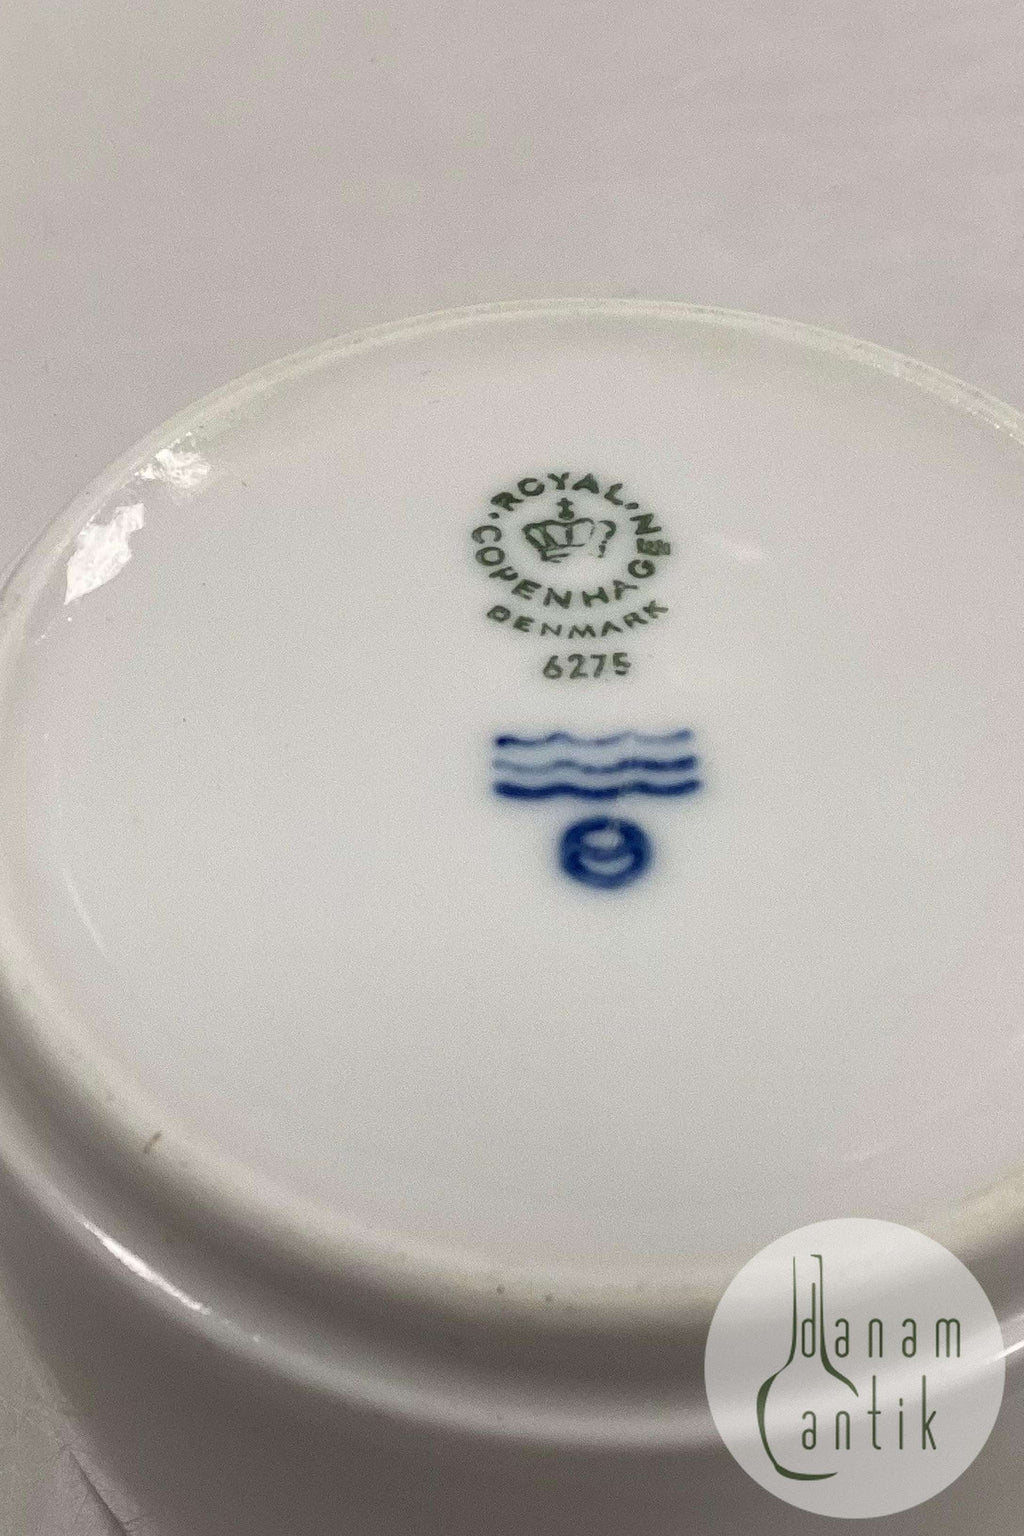 ROYAL
COPENHAGEN
DENMARK
6275
danam
antik